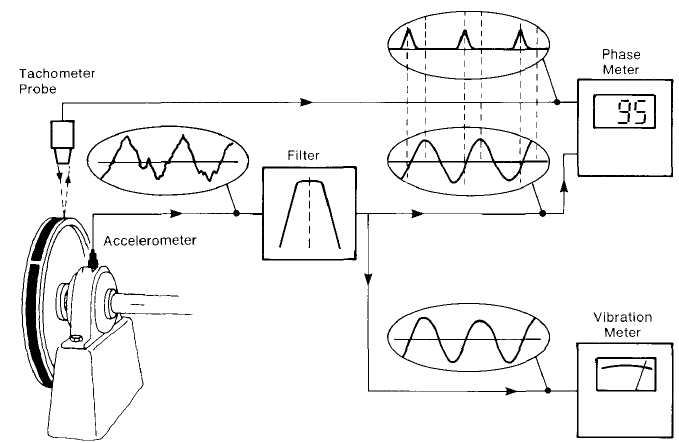 Tachometer
Probe
Phase
Meter
95
Filter
Accelerometer
Vibration
Meter